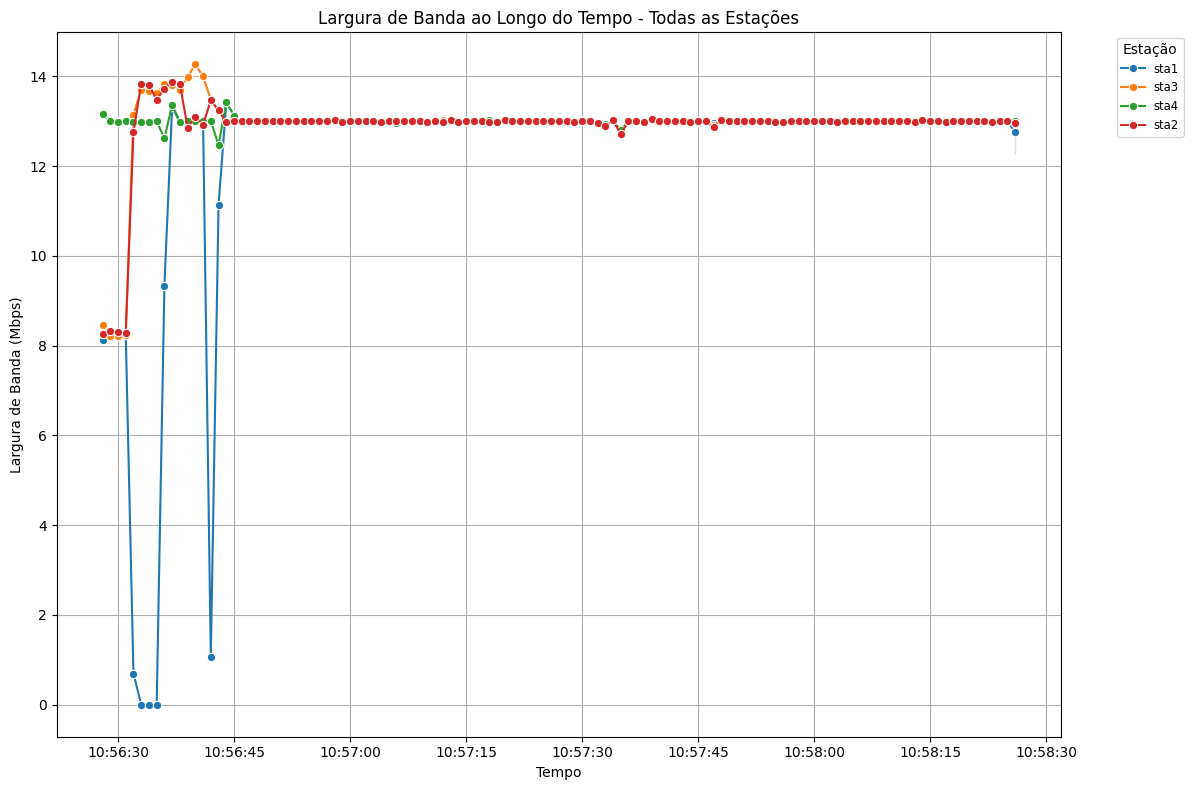 Largura de Banda ao Longo do Tempo - Todas as Estações
Estação
sta1
sta3
sta4
sta2
Largura de Banda (Mbps)
14
12
10
8
6
4
2
0
10:56:30
10:56:45
10:57:00
10:57:15
10:57:30
10:57:45
10:58:00
10:58:15
10:58:30
Tempo